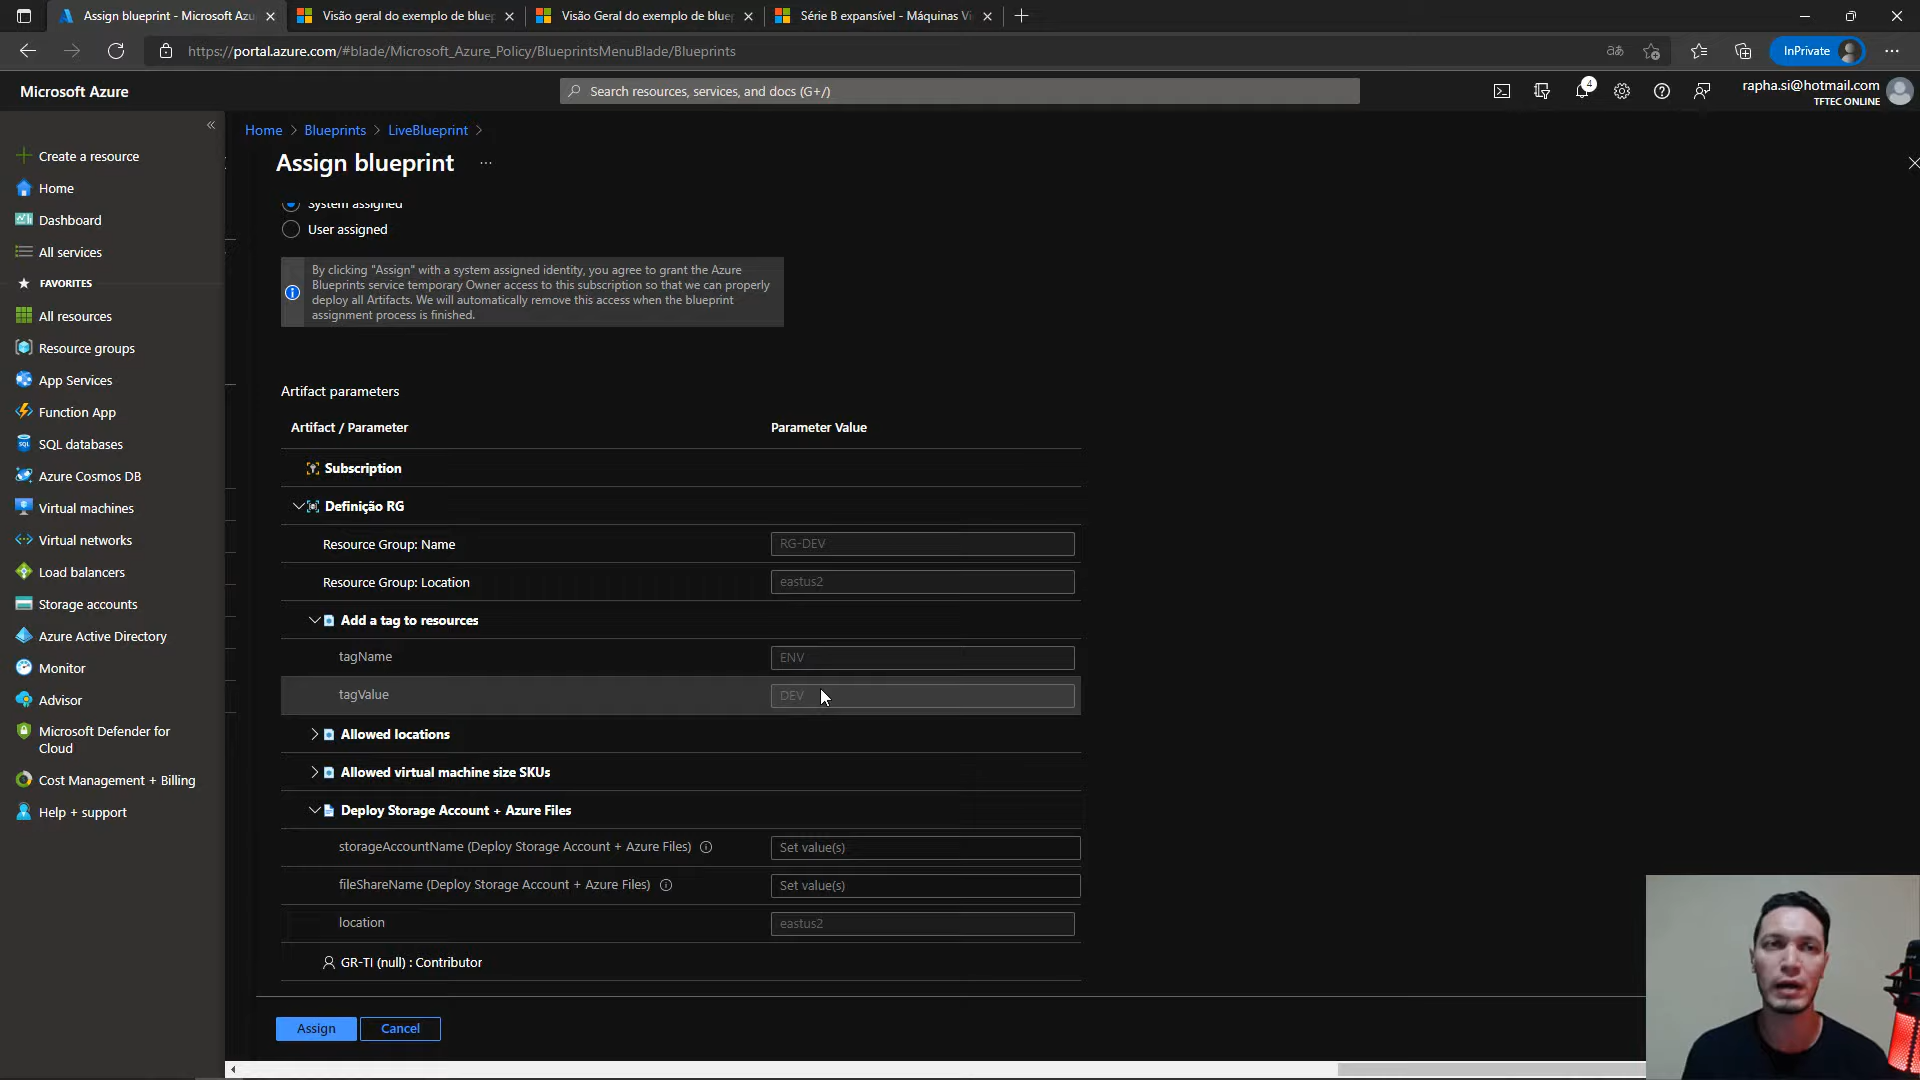 Assign blueprint - Microsoft Azu
Visão geral do exemplo de bluep
Visão Geral do exemplo de blue
Série B expansível - Máquinas Vi
https://portal.azure.com/#blade/Microsoft_Azure_Policy/BlueprintsMenuBlade/Blueprints
InPrivate
Microsoft Azure
Search resources, services, and docs (G+/)
4
rapha.si@hotmail.com
TFTEC ONLINE
Home > Blueprints > LiveBlueprint >
Assign blueprint
...
Create a resource
Home
Dashboard
All services
FAVORITES
All resources
Resource groups
App Services
Function App
SQL databases
Azure Cosmos DB
Virtual machines
Virtual networks
Load balancers
Storage accounts
Azure Active Directory
Monitor
Advisor
Microsoft Defender for
Cloud
Cost Management + Billing
Help + support
System assigned
User assigned
By clicking "Assign" with a system assigned identity, you agree to grant the Azure
Blueprints service temporary Owner access to this subscription so that we can properly
deploy all Artifacts. We will automatically remove this access when the blueprint
assignment process is finished.
Artifact parameters
Artifact / Parameter Parameter Value
Subscription
Definição RG
Resource Group: Name RG-DEV
Resource Group: Location eastus2
Add a tag to resources
tagName ENV
tagValue DEV
Allowed locations
Allowed virtual machine size SKUs
Deploy Storage Account + Azure Files
storageAccountName (Deploy Storage Account + Azure Files) Set value(s)
fileShareName (Deploy Storage Account + Azure Files) Set value(s)
location eastus2
GR-TI (null) : Contributor
Assign Cancel